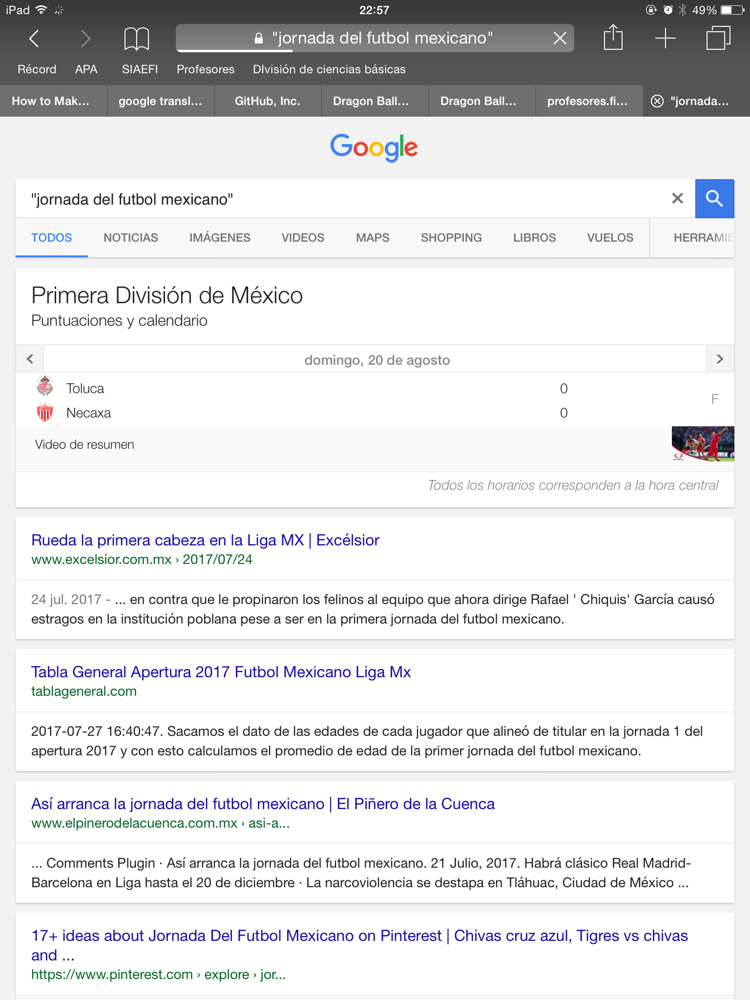 iPad 22:57 49%
"jornada del futbol mexicano"
Récord APA SIAEFI Profesores DIvisión de ciencias básicas
How to Mak... google transl... GitHub, Inc. Dragon Ball... Dragon Ball... profesores.fi... "jornada...
Google
"jornada del futbol mexicano"
TODOS NOTICIAS IMÁGENES VIDEOS MAPS SHOPPING LIBROS VUELOS HERRAMIE
Primera División de México
Puntuaciones y calendario
domingo, 20 de agosto
Toluca 0
F
Necaxa 0
Video de resumen
Todos los horarios corresponden a la hora central
Rueda la primera cabeza en la Liga MX | Excélsior
www.excelsior.com.mx › 2017/07/24
24 jul. 2017 - ... en contra que le propinaron los felinos al equipo que ahora dirige Rafael ' Chiquis' García causó
estragos en la institución poblana pese a ser en la primera jornada del futbol mexicano.
Tabla General Apertura 2017 Futbol Mexicano Liga Mx
tablageneral.com
2017-07-27 16:40:47. Sacamos el dato de las edades de cada jugador que alineó de titular en la jornada 1 del
apertura 2017 y con esto calculamos el promedio de edad de la primer jornada del futbol mexicano.
Así arranca la jornada del futbol mexicano | El Piñero de la Cuenca
www.elpinerodelacuenca.com.mx › asi-a...
... Comments Plugin · Así arranca la jornada del futbol mexicano. 21 Julio, 2017. Habrá clásico Real Madrid-
Barcelona en Liga hasta el 20 de diciembre · La narcoviolencia se destapa en Tláhuac, Ciudad de México ...
17+ ideas about Jornada Del Futbol Mexicano on Pinterest | Chivas cruz azul, Tigres vs chivas
and ...
https://www.pinterest.com › explore › jor...